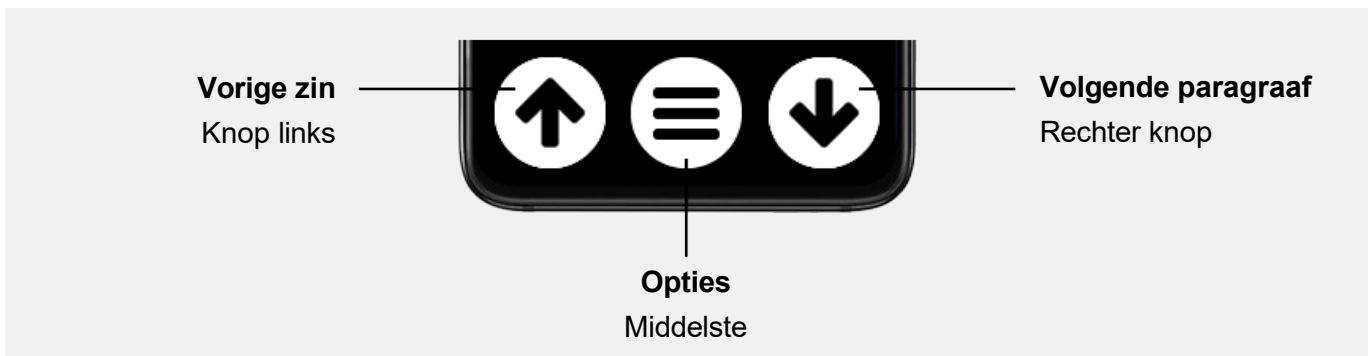 Vorige zin
Knop links
Volgende paragraaf
Rechter knop
Opties
Middelste